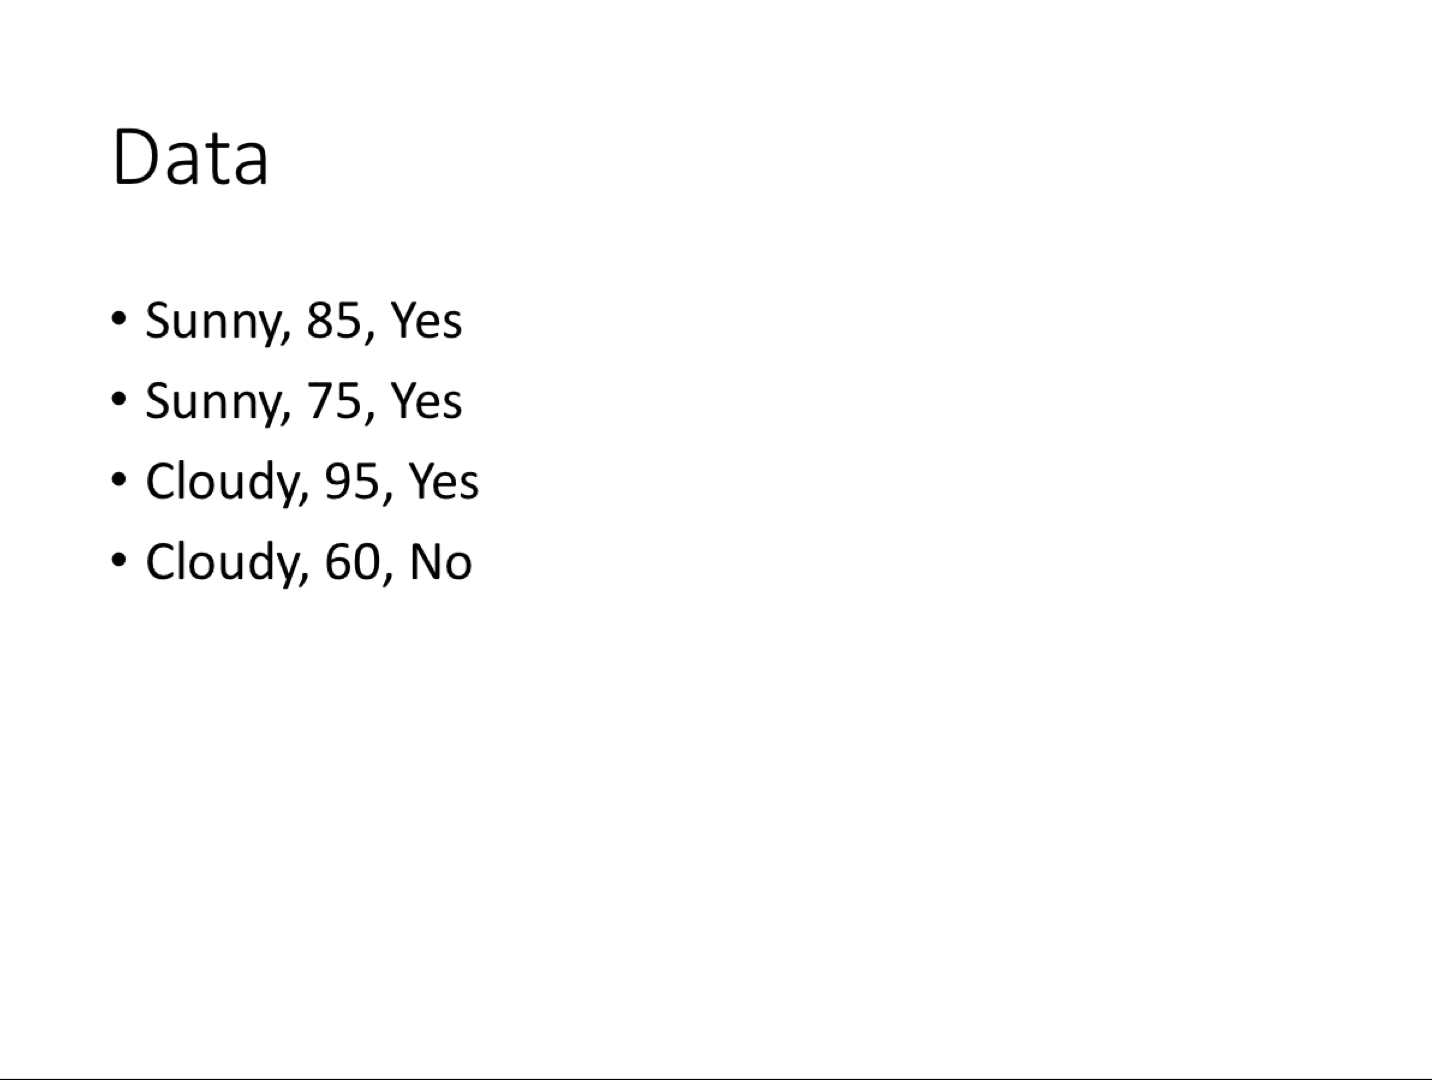 Data
• Sunny, 85, Yes
• Sunny, 75, Yes
• Cloudy, 95, Yes
• Cloudy, 60, No